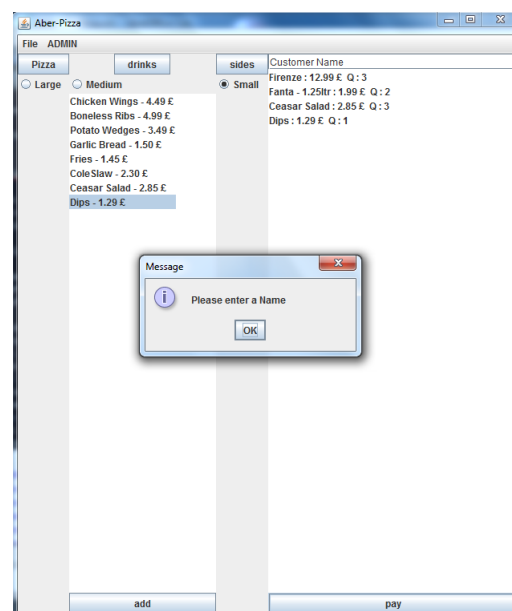 Aber-Pizza
File ADMIN
Pizza drinks sides Customer Name
Large Medium Small
Firenze : 12.99 £ Q : 3
Fanta - 1.25ltr : 1.99 £ Q : 2
Ceasar Salad : 2.85 £ Q : 3
Dips : 1.29 £ Q : 1
Chicken Wings - 4.49 £
Boneless Ribs - 4.99 £
Potato Wedges - 3.49 £
Garlic Bread - 1.50 £
Fries - 1.45 £
ColeSlaw - 2.30 £
Ceasar Salad - 2.85 £
Dips - 1.29 £
Message
Please enter a Name
OK
add pay